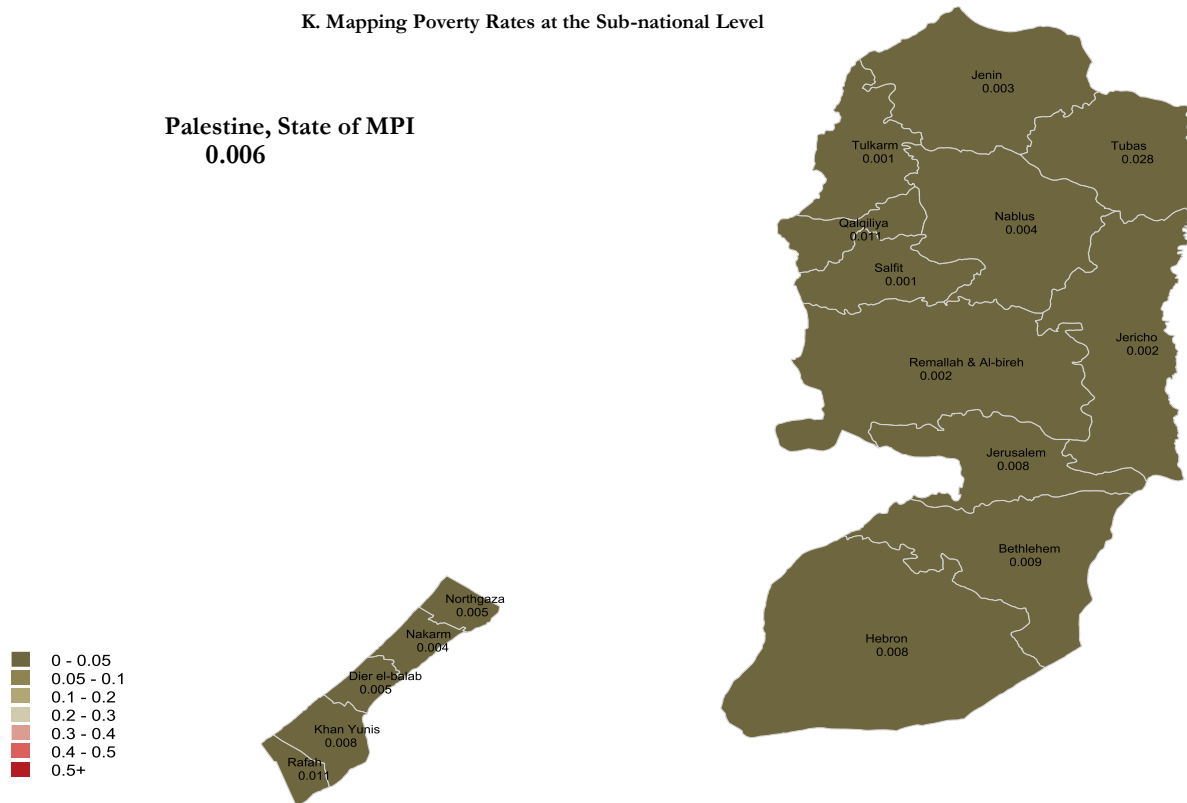 K. Mapping Poverty Rates at the Sub-national Level
Palestine, State of MPI
0.006
Jenin
0.003
Tulkarm
0.001
Tubas
0.028
Qalqiliya
0.011
Nablus
0.004
Salfit
0.001
Jericho
0.002
Remallah & Al-bireh
0.002
Jerusalem
0.008
Bethlehem
0.009
Hebron
0.008
Northgaza
0.005
Nakarm
0.004
Dier el-balab
0.005
Khan Yunis
0.008
Rafah
0.011
0 - 0.05
0.05 - 0.1
0.1 - 0.2
0.2 - 0.3
0.3 - 0.4
0.4 - 0.5
0.5+